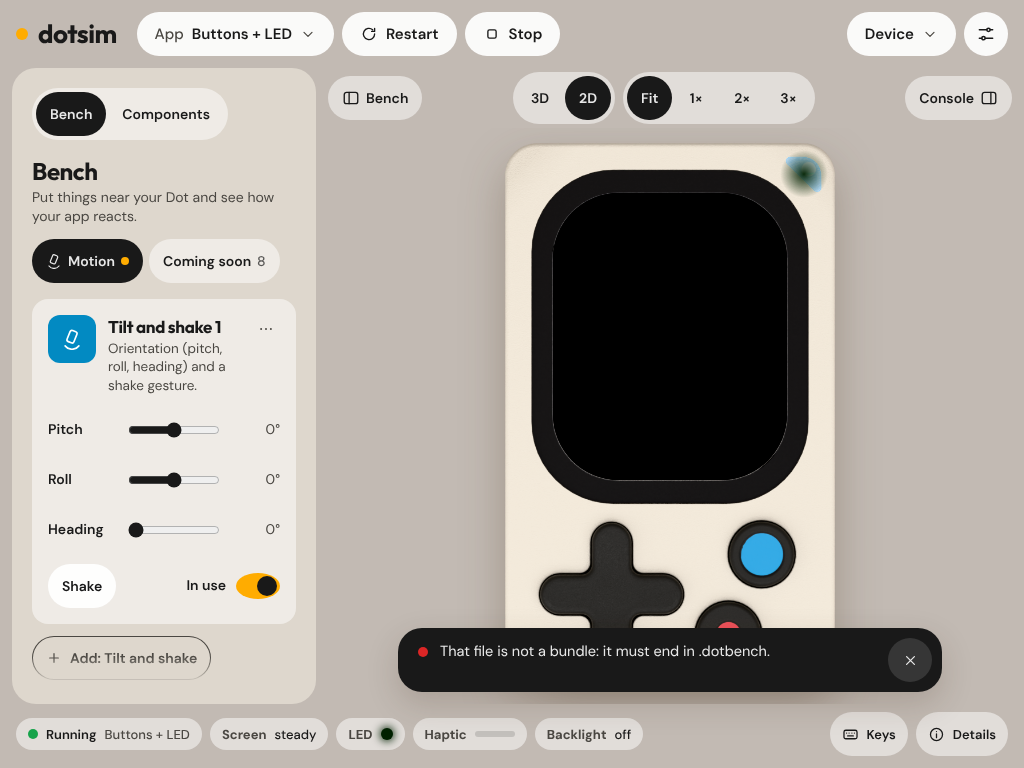 dotsim
App Buttons + LED
Restart
Stop
Device
Bench
Components
Bench
3D
2D
Fit
1×
2×
3×
Console
Bench
Put things near your Dot and see how
your app reacts.
Motion
Coming soon 8
Tilt and shake 1
Orientation (pitch,
roll, heading) and a
shake gesture.
Pitch
0°
Roll
0°
Heading
0°
Shake
In use
+ Add: Tilt and shake
That file is not a bundle: it must end in .dotbench.
Running Buttons + LED
Screen steady
LED
Haptic
Backlight off
Keys
Details